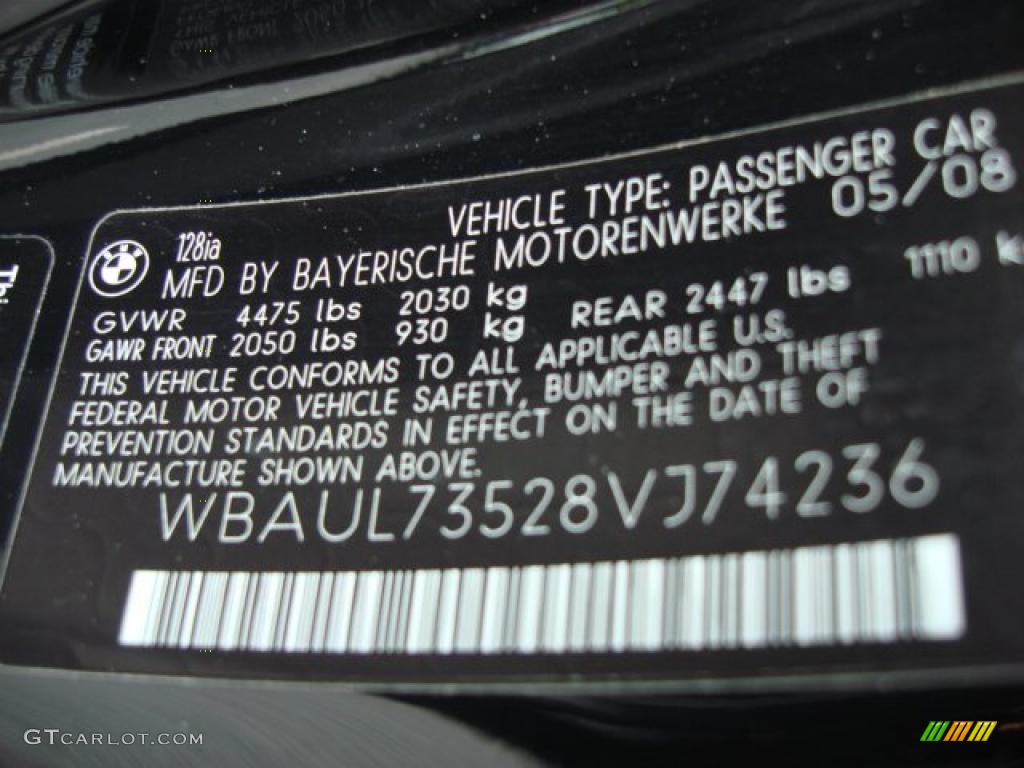 VEHICLE TYPE: PASSENGER CAR
128ia
MFD BY BAYERISCHE MOTORENWERKE 05/08
GVWR 4475 lbs 2030 kg
GAWR FRONT 2050 lbs 930 kg REAR 2447 lbs 1110 k
THIS VEHICLE CONFORMS TO ALL APPLICABLE U.S.
FEDERAL MOTOR VEHICLE SAFETY, BUMPER AND THEFT
PREVENTION STANDARDS IN EFFECT ON THE DATE OF
MANUFACTURE SHOWN ABOVE.
WBAUL73528VJ74236
GTCARLOT.COM